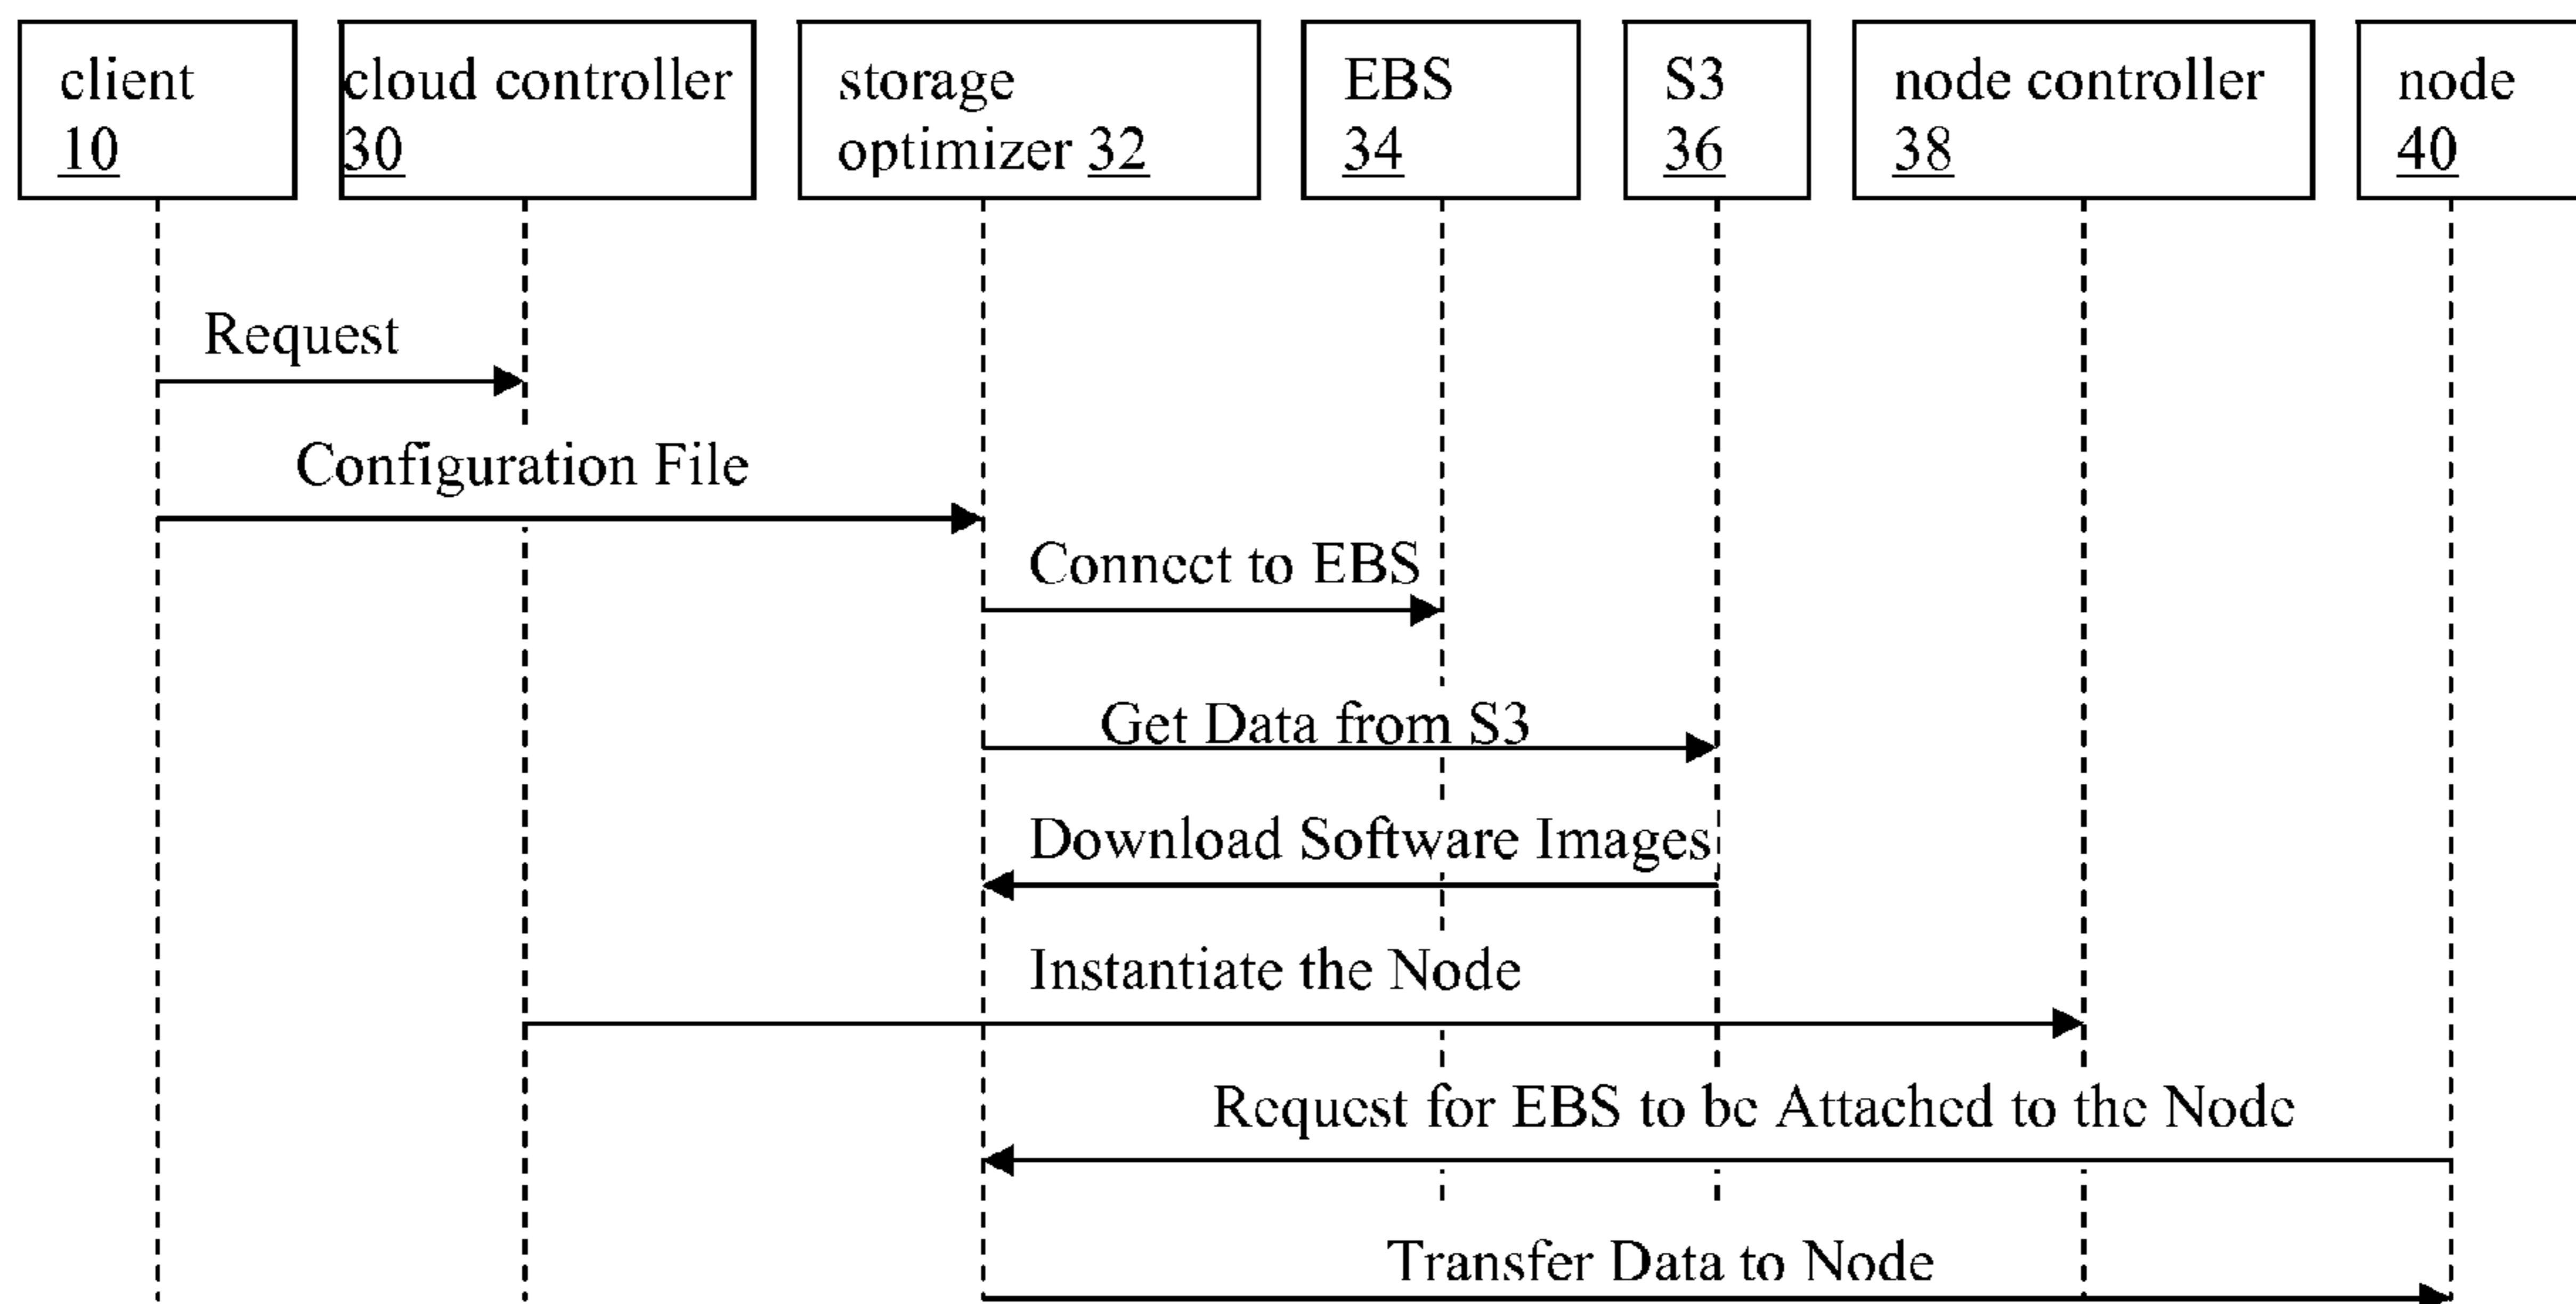 client
10
cloud controller
30
storage
optimizer 32
EBS
34
S3
36
node controller
38
node
40
Request
Configuration File
Connect to EBS
Get Data from S3
Download Software Images
Instantiate the Node
Request for EBS to be Attached to the Node
Transfer Data to Node